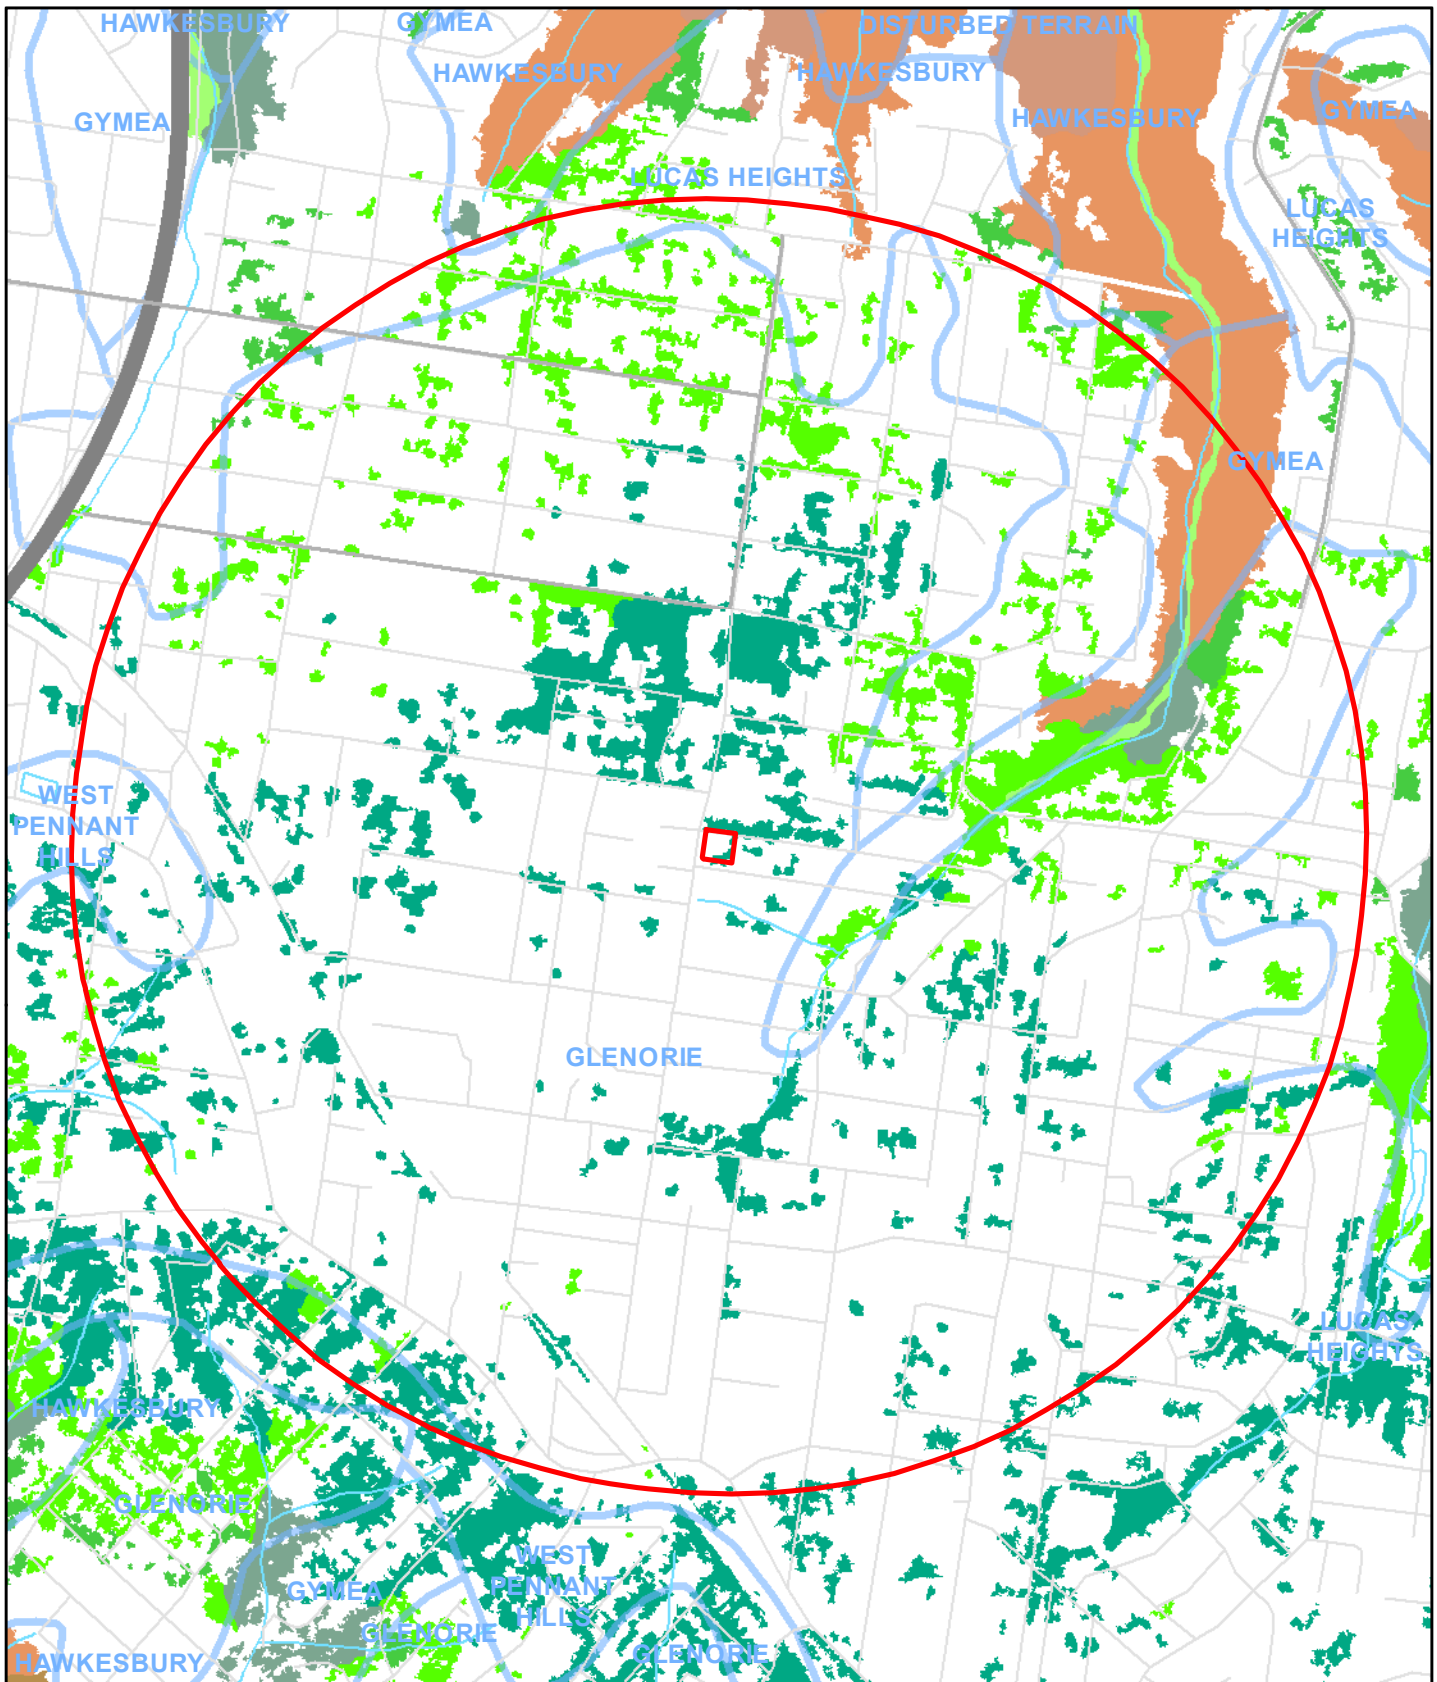 HAWKESBURY
GYMEA
DISTURBED TERRAIN
HAWKESBURY
HAWKESBURY
GYMEA
HAWKESBURY
GYMEA
LUCAS HEIGHTS
LUCAS
HEIGHTS
GYMEA
WEST
PENNANT
HILLS
GLENORIE
LUCAS
HEIGHTS
HAWKESBURY
GLENORIE
WEST
PENNANT
HILLS
GYMEA
GLENORIE
GLENORIE
HAWKESBURY